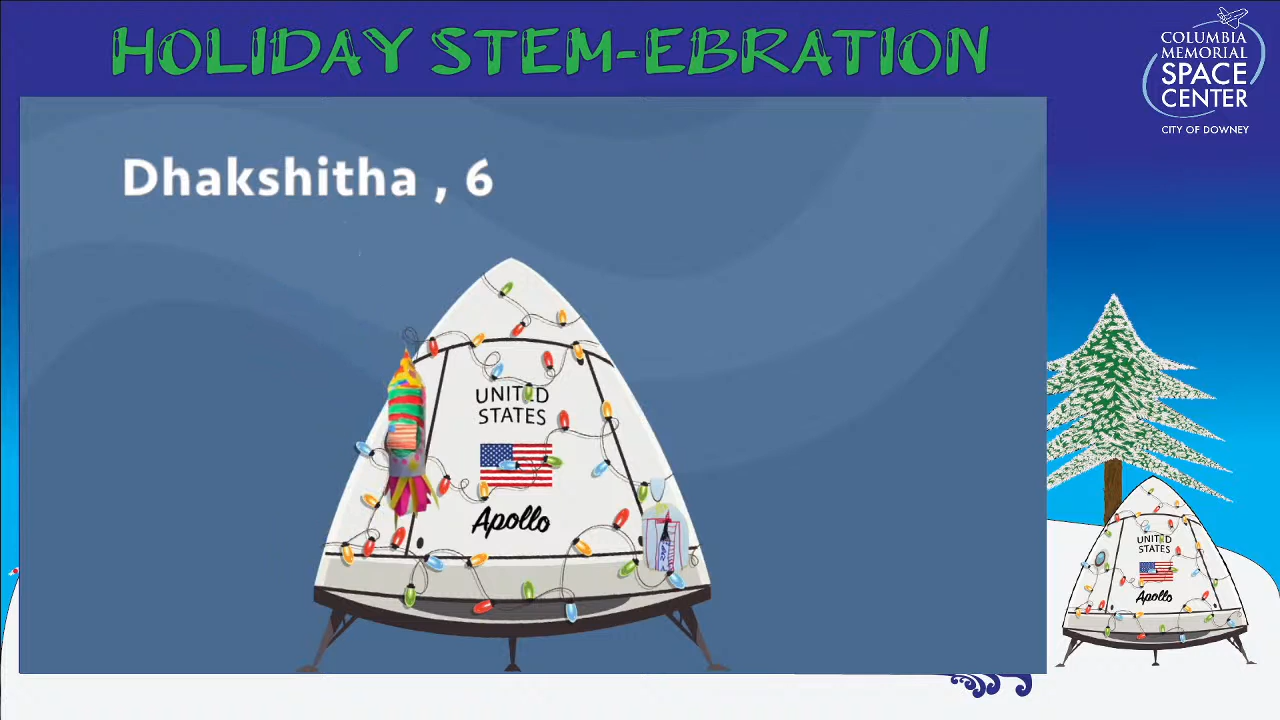 HOLIDAY STEM-EBRATION
COLUMBIA
MEMORIAL
SPACE
CENTER
CITY OF DOWNEY
Dhakshitha , 6
UNITED
STATES
Apollo
UNITED
STATES
Apollo